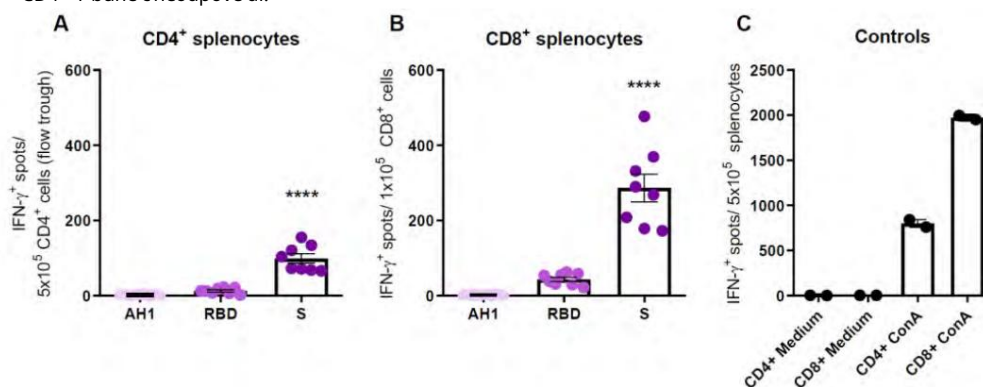 A
CD4+ splenocytes
IFN-γ+ spots/
5x10⁵ CD4+ cells (flow trough)
600
400
200
0
****
AH1 RBD S
B
CD8+ splenocytes
IFN-γ+ spots/ 1x10⁵ CD8+ cells
600
400
200
0
****
AH1 RBD S
C
Controls
IFN-γ+ spots/ 5x10⁵ splenocytes
2500
2000
1500
1000
500
0
CD4+ Medium
CD8+ Medium
CD4+ ConA
CD8+ ConA